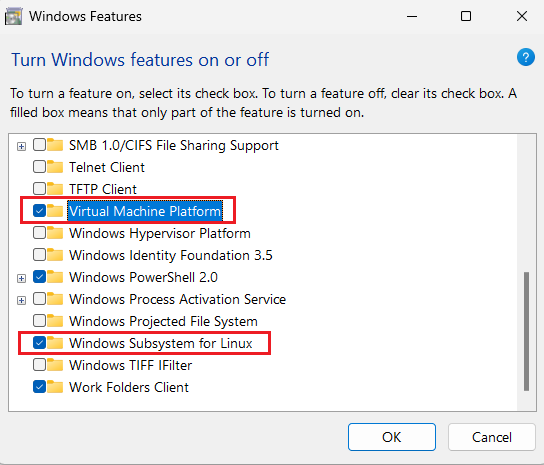 Windows Features
Turn Windows features on or off
?
To turn a feature on, select its check box. To turn a feature off, clear its check box. A
filled box means that only part of the feature is turned on.
SMB 1.0/CIFS File Sharing Support
Telnet Client
TFTP Client
Virtual Machine Platform
Windows Hypervisor Platform
Windows Identity Foundation 3.5
Windows PowerShell 2.0
Windows Process Activation Service
Windows Projected File System
Windows Subsystem for Linux
Windows TIFF IFilter
Work Folders Client
OK
Cancel